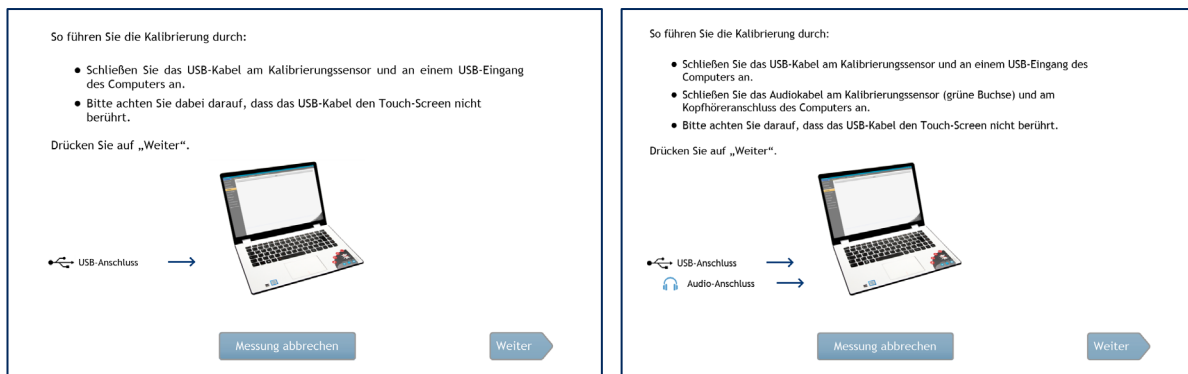 So führen Sie die Kalibrierung durch:
● Schließen Sie das USB-Kabel am Kalibrierungssensor und an einem USB-Eingang
des Computers an.
● Bitte achten Sie dabei darauf, dass das USB-Kabel den Touch-Screen nicht
berührt.
Drücken Sie auf „Weiter“.
USB-Anschluss
Messung abbrechen
Weiter
So führen Sie die Kalibrierung durch:
● Schließen Sie das USB-Kabel am Kalibrierungssensor und an einem USB-Eingang des
Computers an.
● Schließen Sie das Audiokabel am Kalibrierungssensor (grüne Buchse) und am
Kopfhöreranschluss des Computers an.
● Bitte achten Sie darauf, dass das USB-Kabel den Touch-Screen nicht berührt.
Drücken Sie auf „Weiter“.
USB-Anschluss
Audio-Anschluss
Messung abbrechen
Weiter